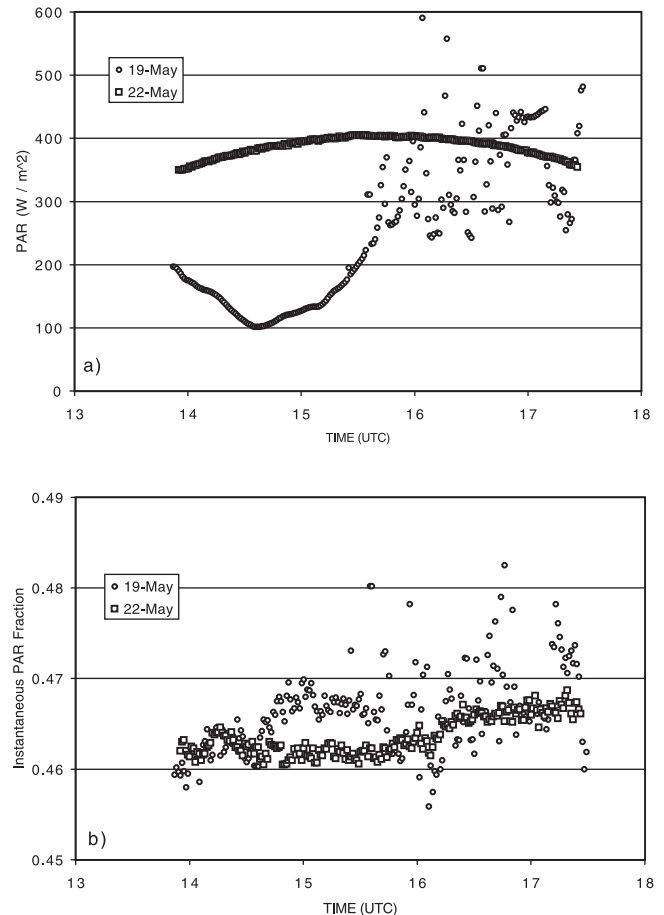 600
500
400
300
200
100
0
PAR (W / m^2)
19-May
22-May
a)
13 14 15 16 17 18
TIME (UTC)
0.49
0.48
0.47
0.46
0.45
Instantaneous PAR Fraction
19-May
22-May
b)
13 14 15 16 17 18
TIME (UTC)